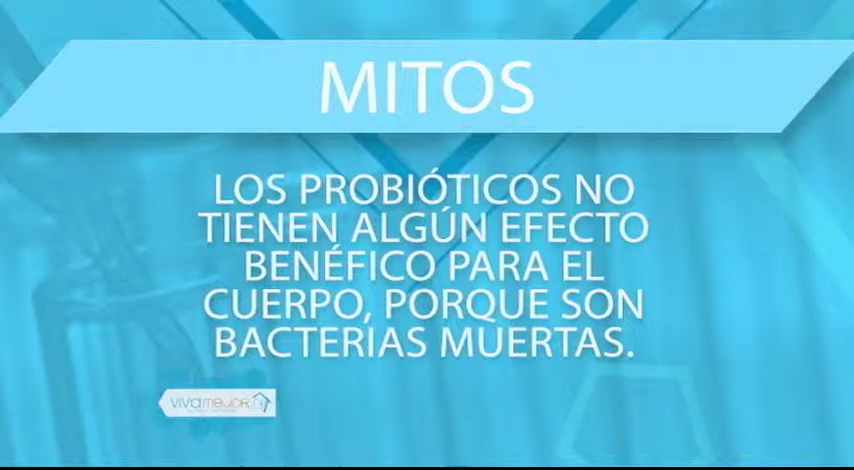 MITOS
LOS PROBIÓTICOS NO
TIENEN ALGÚN EFECTO
BENÉFICO PARA EL
CUERPO, PORQUE SON
BACTERIAS MUERTAS.
vivamejor